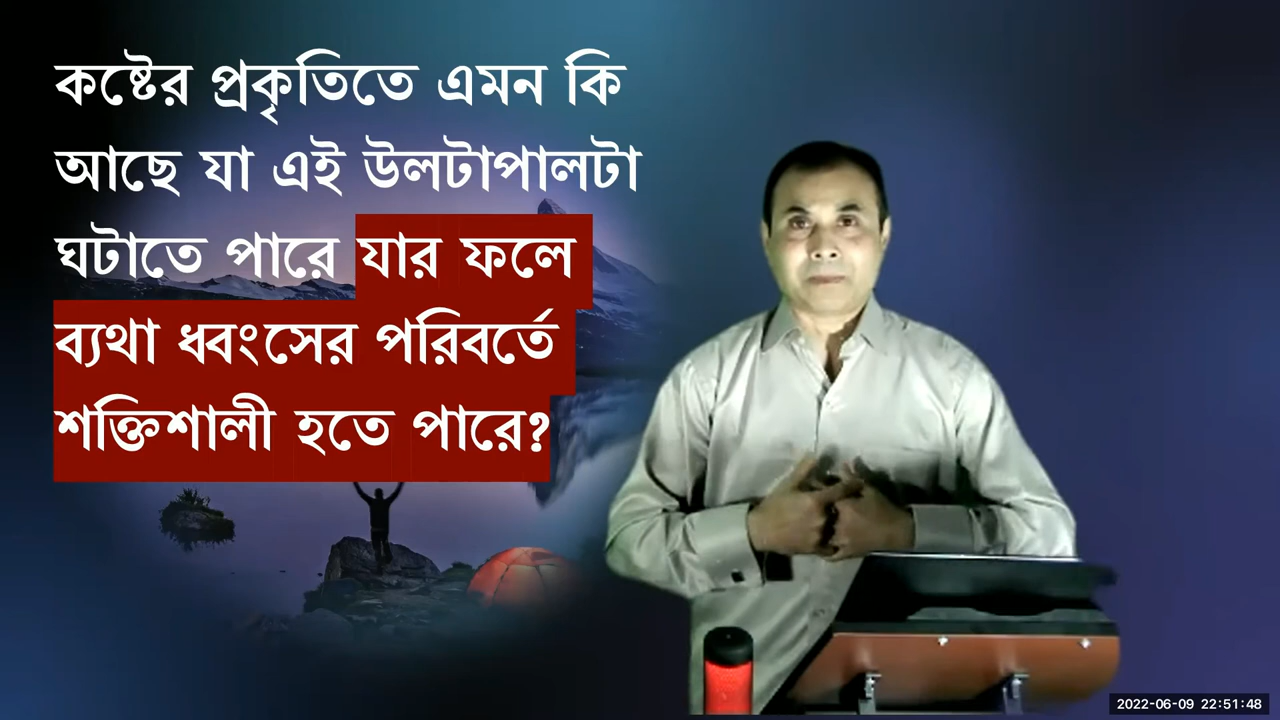 কষ্টের প্রকৃতিতে এমন কি
আছে যা এই উলটাপালটা
ঘটাতে পারে যার ফলে
ব্যথা ধ্বংসের পরিবর্তে
শক্তিশালী হতে পারে?
2022-06-09 22:51:48